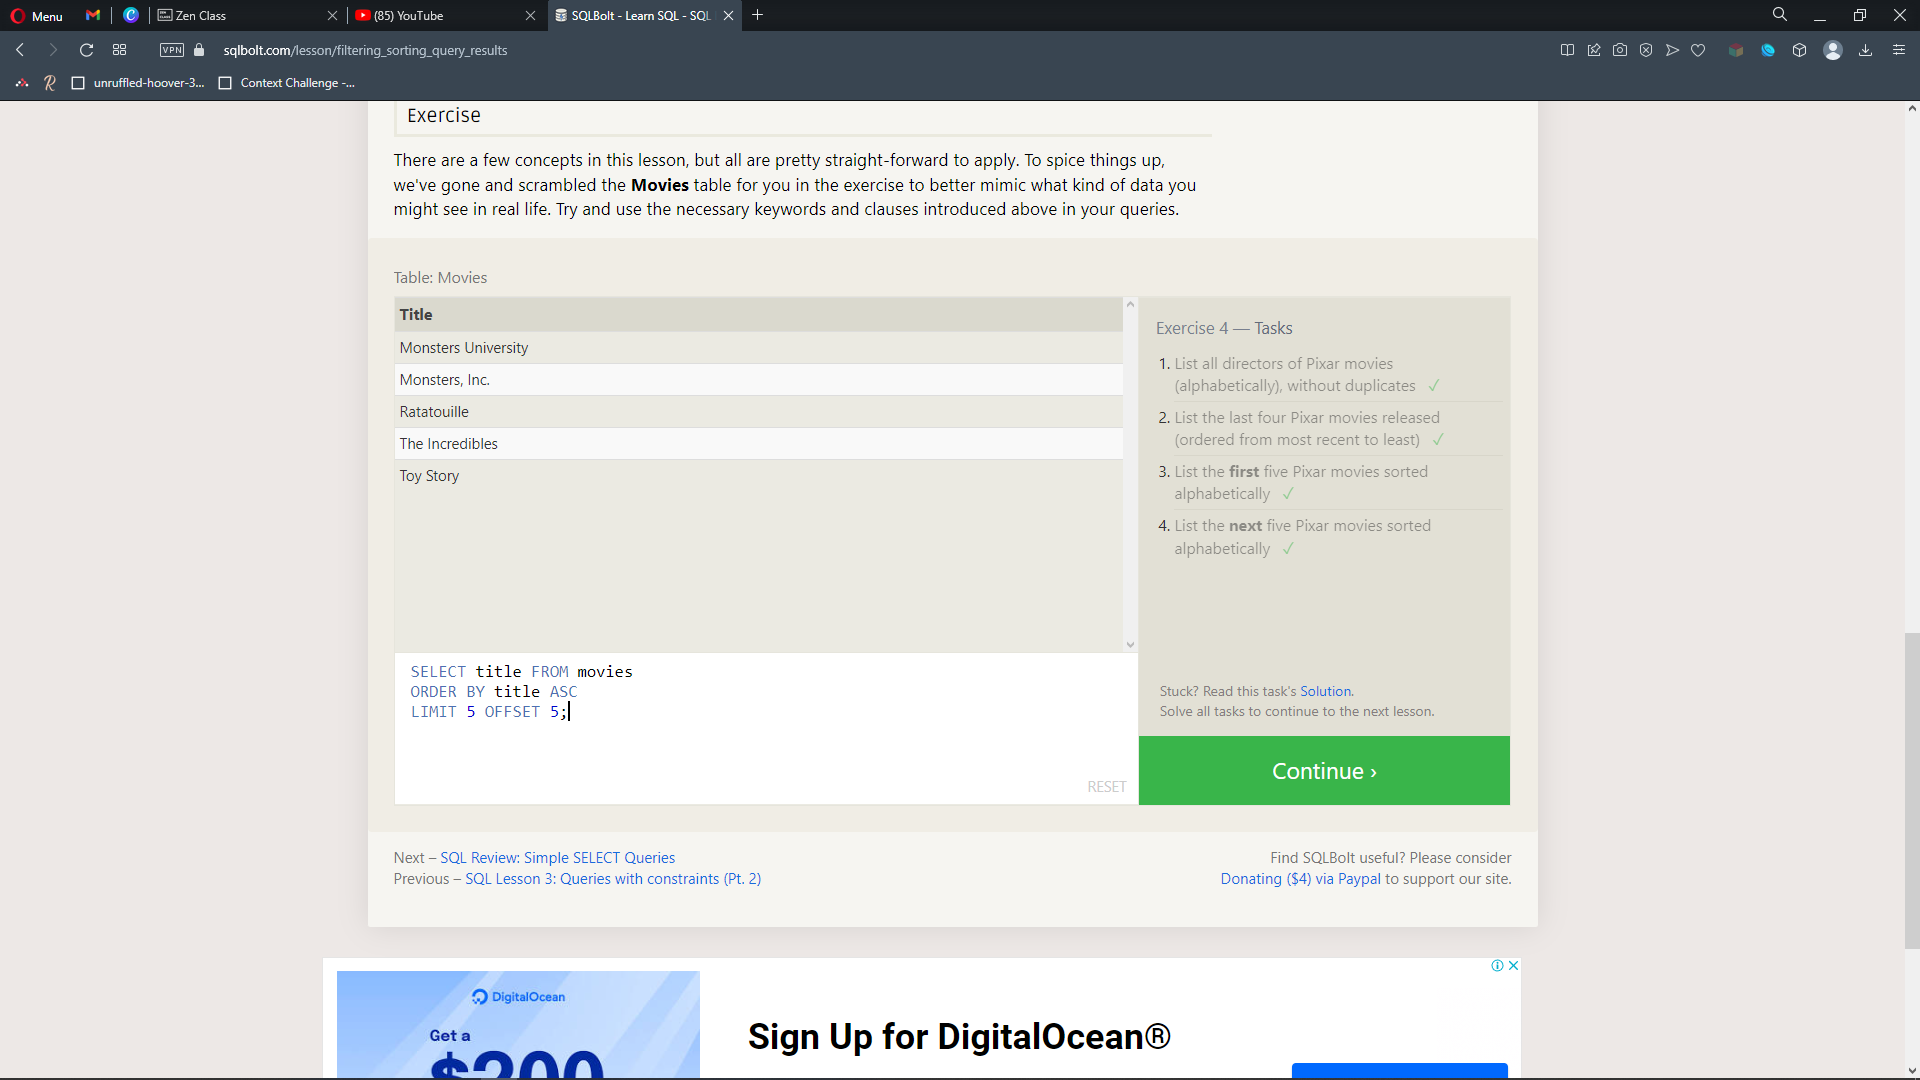 Menu
Zen Class
(85) YouTube
SQLBolt - Learn SQL - SQL
VPN
sqlbolt.com/lesson/filtering_sorting_query_results
unruffled-hoover-3...
Context Challenge -...
Exercise
There are a few concepts in this lesson, but all are pretty straight-forward to apply. To spice things up,
we've gone and scrambled the Movies table for you in the exercise to better mimic what kind of data you
might see in real life. Try and use the necessary keywords and clauses introduced above in your queries.
Table: Movies
Title
Monsters University
Monsters, Inc.
Ratatouille
The Incredibles
Toy Story
SELECT title FROM movies
ORDER BY title ASC
LIMIT 5 OFFSET 5;
RESET
Exercise 4 — Tasks
1. List all directors of Pixar movies
(alphabetically), without duplicates ✓
2. List the last four Pixar movies released
(ordered from most recent to least) ✓
3. List the first five Pixar movies sorted
alphabetically ✓
4. List the next five Pixar movies sorted
alphabetically ✓
Stuck? Read this task's Solution.
Solve all tasks to continue to the next lesson.
Continue ›
Next – SQL Review: Simple SELECT Queries
Previous – SQL Lesson 3: Queries with constraints (Pt. 2)
Find SQLBolt useful? Please consider
Donating ($4) via Paypal to support our site.
DigitalOcean
Get a
$200
Sign Up for DigitalOcean®